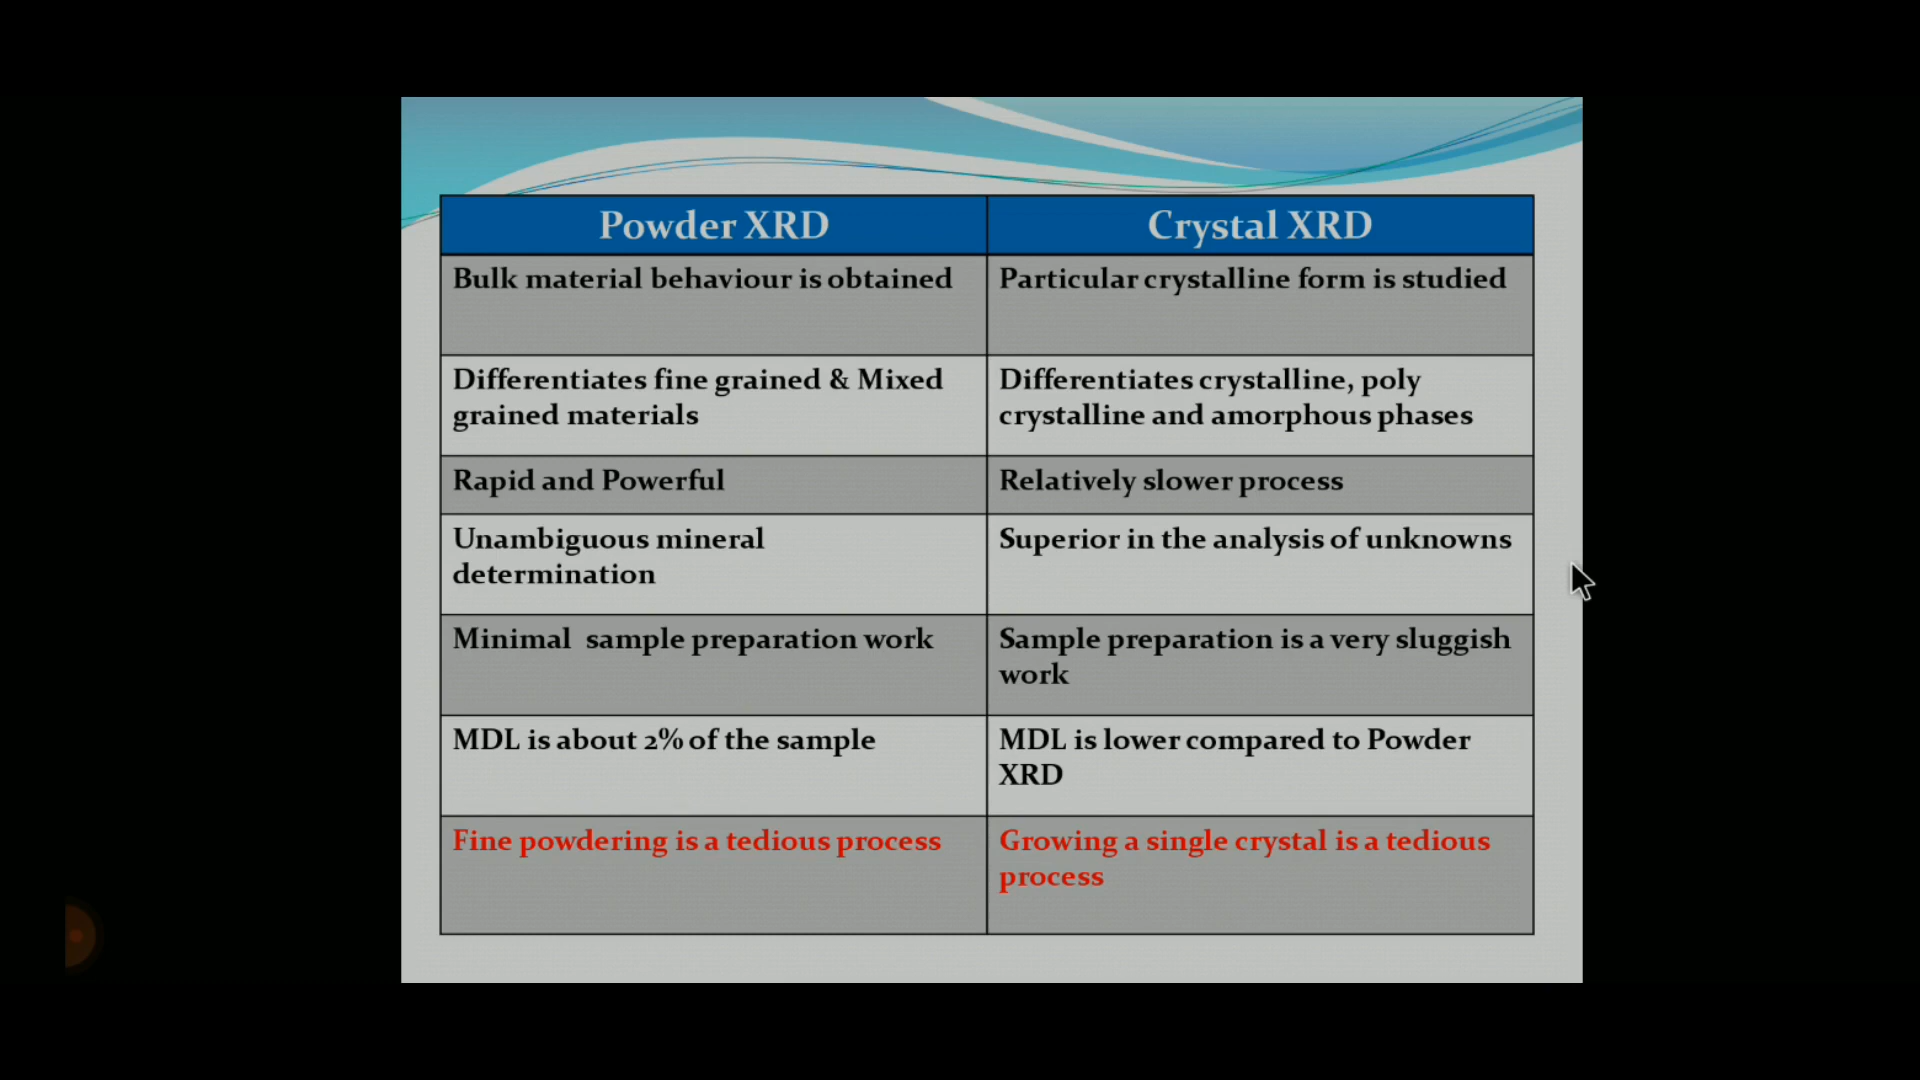 Powder XRD
Crystal XRD
Bulk material behaviour is obtained
Particular crystalline form is studied
Differentiates fine grained & Mixed
grained materials
Differentiates crystalline, poly
crystalline and amorphous phases
Rapid and Powerful
Relatively slower process
Unambiguous mineral
determination
Superior in the analysis of unknowns
Minimal sample preparation work
Sample preparation is a very sluggish
work
MDL is about 2% of the sample
MDL is lower compared to Powder
XRD
Fine powdering is a tedious process
Growing a single crystal is a tedious
process